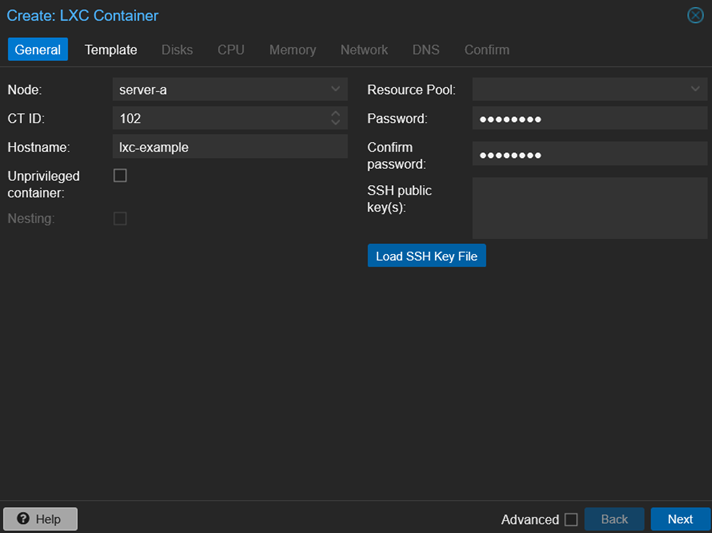 Create: LXC Container
General Template Disks CPU Memory Network DNS Confirm
Node: server-a
CT ID: 102
Hostname: lxc-example
Unprivileged
container:
Nesting:
Resource Pool:
Password: ●●●●●●●●
Confirm
password: ●●●●●●●●
SSH public
key(s):
Load SSH Key File
Help
Advanced Back Next